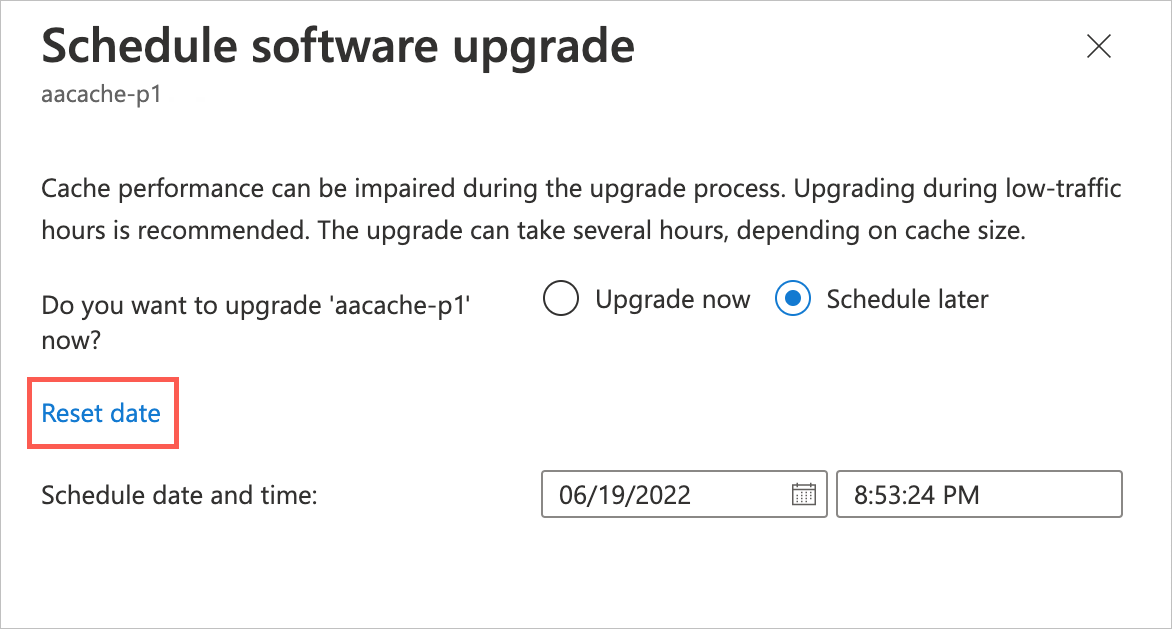 Schedule software upgrade
aacache-p1
Cache performance can be impaired during the upgrade process. Upgrading during low-traffic
hours is recommended. The upgrade can take several hours, depending on cache size.
Do you want to upgrade 'aacache-p1'
now?
Upgrade now
Schedule later
Reset date
Schedule date and time:
06/19/2022
8:53:24 PM